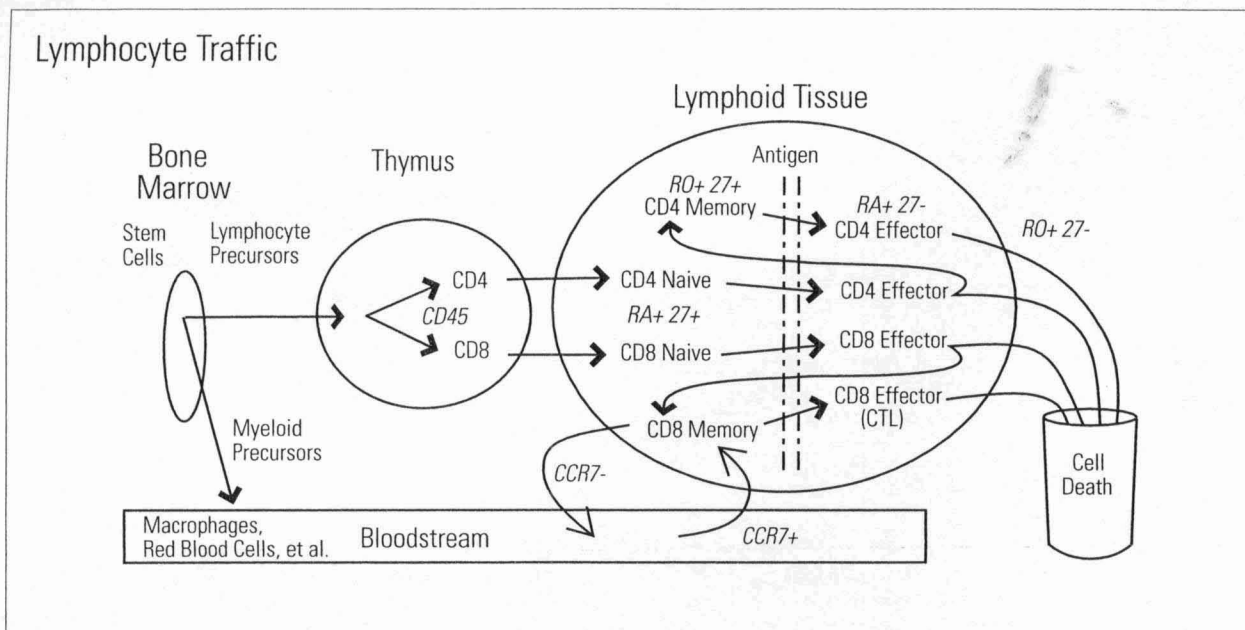 Lymphocyte Traffic
Bone
Marrow
Stem
Cells
Lymphocyte
Precursors
Myeloid
Precursors
Thymus
CD4
CD45
CD8
Lymphoid Tissue
Antigen
RO+ 27+
CD4 Memory
RA+ 27-
CD4 Effector
RO+ 27-
CD4 Naive
CD4 Effector
RA+ 27+
CD8 Naive
CD8 Effector
CD8 Memory
CD8 Effector
(CTL)
CCR7-
CCR7+
Macrophages,
Red Blood Cells, et al.
Bloodstream
Cell
Death